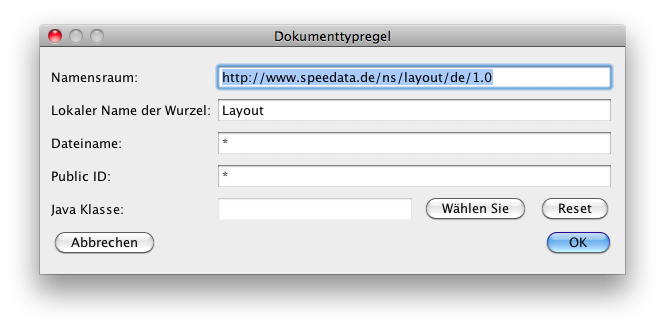 Dokumenttypregel
Namensraum: http://www.speedata.de/ns/layout/de/1.0
Lokaler Name der Wurzel: Layout
Dateiname: *
Public ID: *
Java Klasse: Wählen Sie Reset
Abbrechen OK